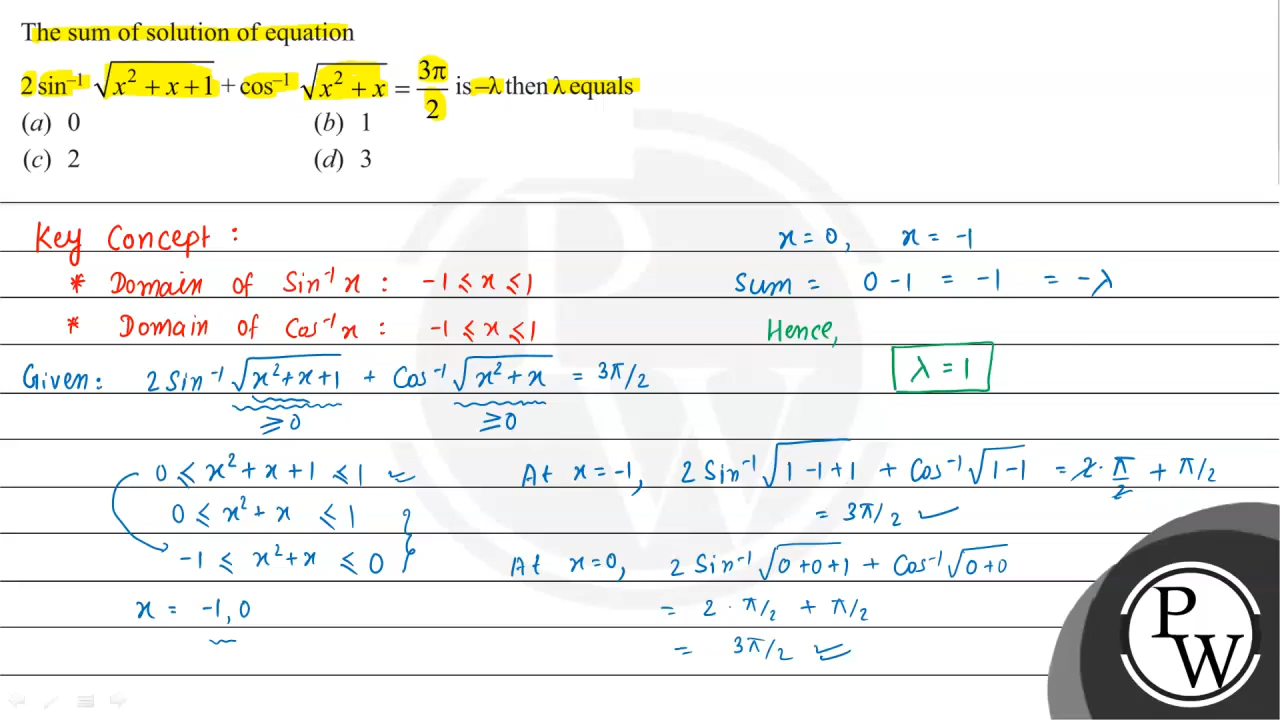 The sum of solution of equation
2 sin⁻¹ √(x² + x + 1) + cos⁻¹ √(x² + x) = 3π/2 is –λ then λ equals
(a) 0 (b) 1
(c) 2 (d) 3
Key Concept :
* Domain of Sin⁻¹x : -1 ≤ x ≤ 1
* Domain of Cos⁻¹x : -1 ≤ x ≤ 1
Given: 2 Sin⁻¹ √(x²+x+1) + Cos⁻¹ √(x²+x) = 3π/2
≥0 ≥0
0 ≤ x²+x+1 ≤ 1
0 ≤ x²+x ≤ 1
-1 ≤ x²+x ≤ 0
x = -1, 0
x = 0, x = -1
Sum = 0 -1 = -1 = -λ
Hence,
λ = 1
At x = -1, 2 Sin⁻¹ √(1-1+1) + Cos⁻¹ √(1-1) = 2·π/2 + π/2
= 3π/2
At x=0, 2 Sin⁻¹ √(0+0+1) + Cos⁻¹ √(0+0)
= 2 · π/2 + π/2
= 3π/2
P
W
P
W